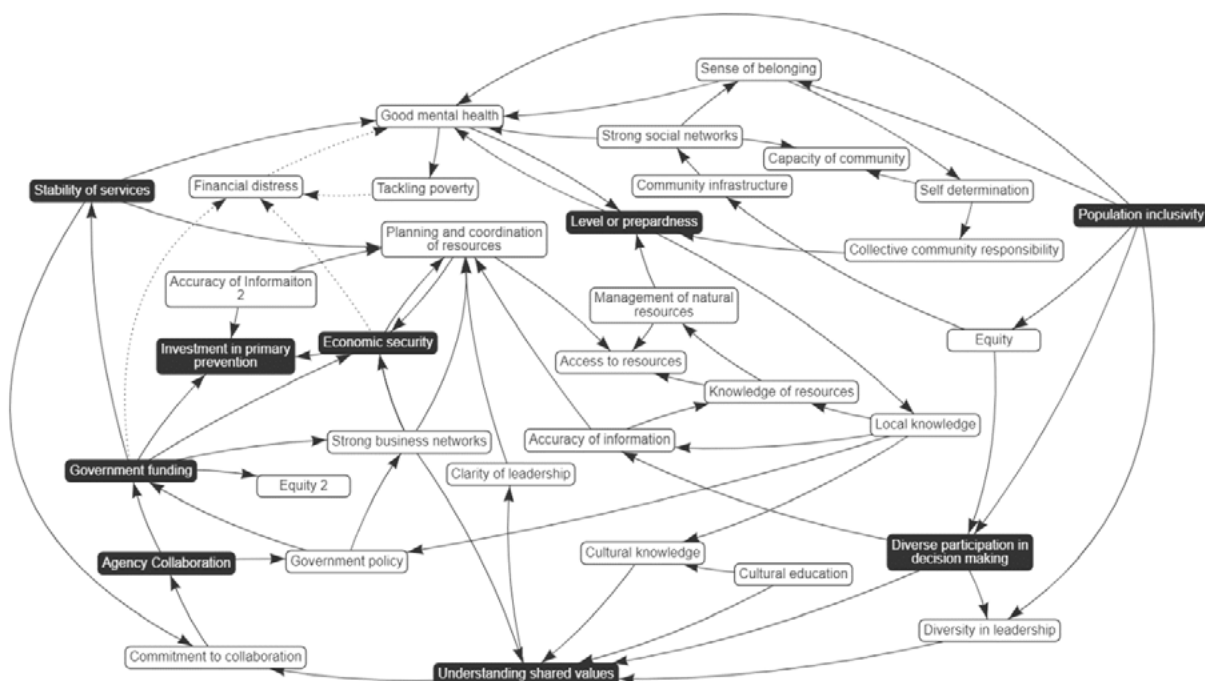 Sense of belonging
Good mental health
Strong social networks
Capacity of community
Stability of services
Financial distress
Tackling poverty
Community infrastructure
Self determination
Level or prepardness
Population inclusivity
Planning and coordination
of resources
Collective community responsibility
Accuracy of Informaiton
2
Management of natural
resources
Investment in primary
prevention
Economic security
Equity
Access to resources
Knowledge of resources
Local knowledge
Strong business networks
Accuracy of information
Government funding
Equity 2
Clarity of leadership
Agency Collaboration
Government policy
Cultural knowledge
Diverse participation in
decision making
Cultural education
Diversity in leadership
Commitment to collaboration
Understanding shared values